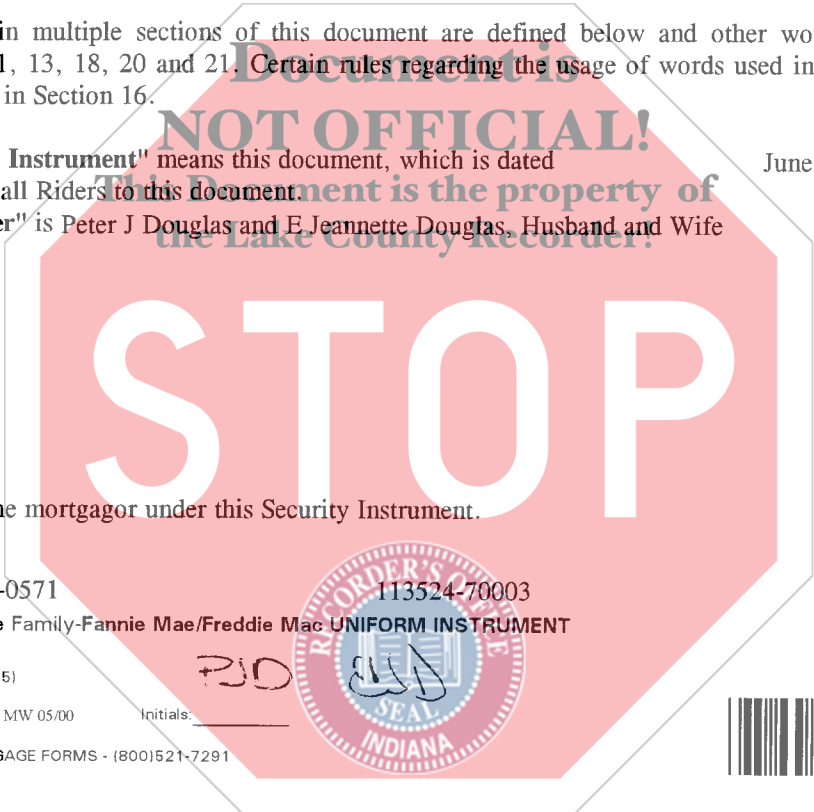 in multiple sections of this document are defined below and other wo
1, 13, 18, 20 and 21. Certain rules regarding the usage of words used in
in Section 16.
Document is
NOT OFFICIAL!
This Document is the property of
the Lake County Recorder!
Instrument" means this document, which is dated June
all Riders to this document.
er" is Peter J Douglas and E Jeannette Douglas, Husband and Wife
STOP
e mortgagor under this Security Instrument.
-0571 113524-70003
e Family-Fannie Mae/Freddie Mac UNIFORM INSTRUMENT
5)
PJD EJD
MW 05/00 Initials:
GAGE FORMS - (800)521-7291
RECORDER'S OFFICE
SEAL
INDIANA